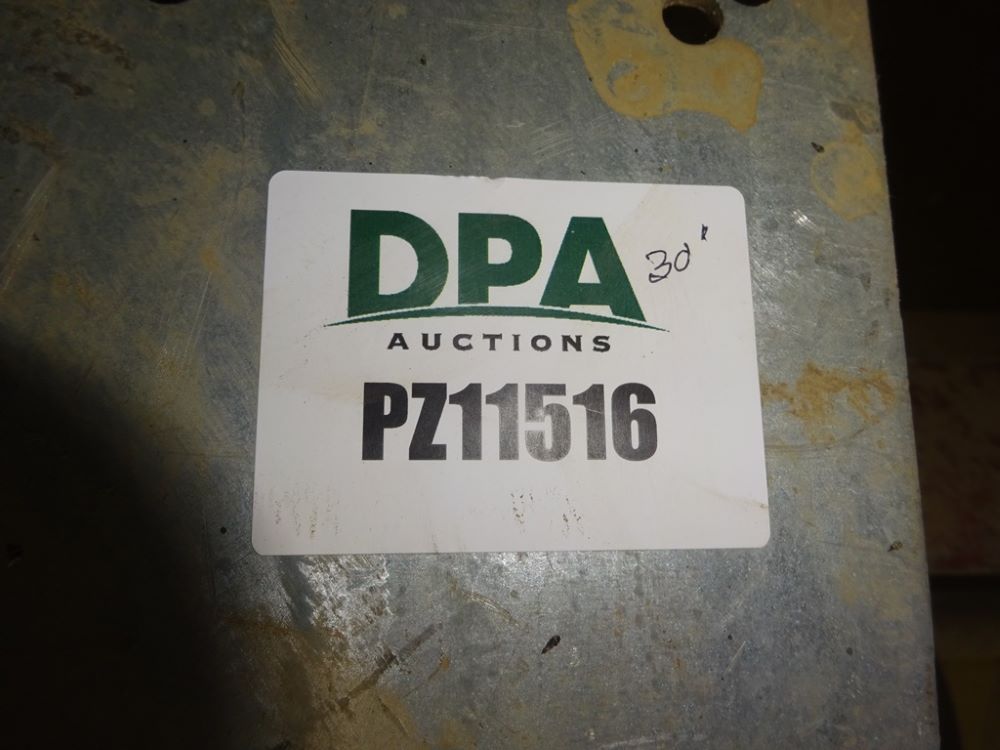 DPA
30'
AUCTIONS
PZ11516